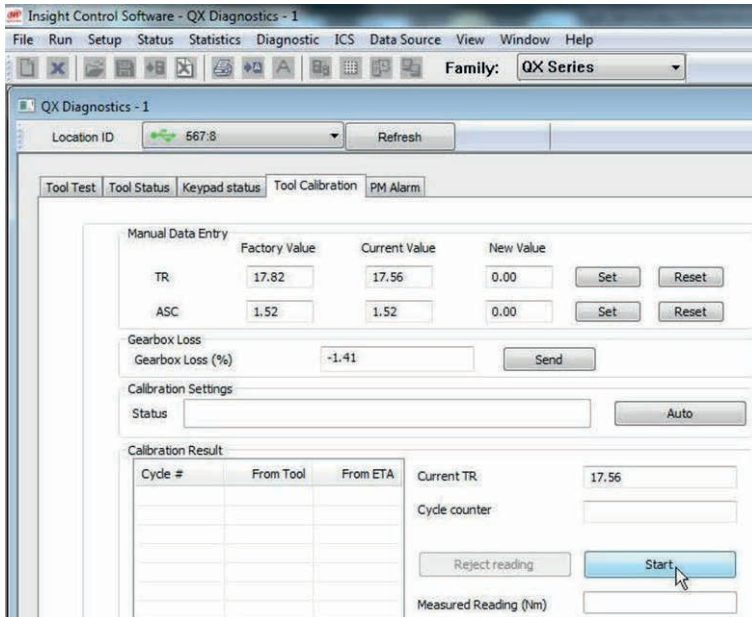 Insight Control Software - QX Diagnostics - 1
File Run Setup Status Statistics Diagnostic ICS Data Source View Window Help
Family: QX Series
QX Diagnostics - 1
Location ID 567:8 Refresh
Tool Test Tool Status Keypad status Tool Calibration PM Alarm
Manual Data Entry
Factory Value Current Value New Value
TR 17.82 17.56 0.00 Set Reset
ASC 1.52 1.52 0.00 Set Reset
Gearbox Loss
Gearbox Loss (%) -1.41 Send
Calibration Settings
Status Auto
Calibration Result
Cycle # From Tool From ETA Current TR 17.56
Cycle counter
Reject reading Start
Measured Reading (Nm)